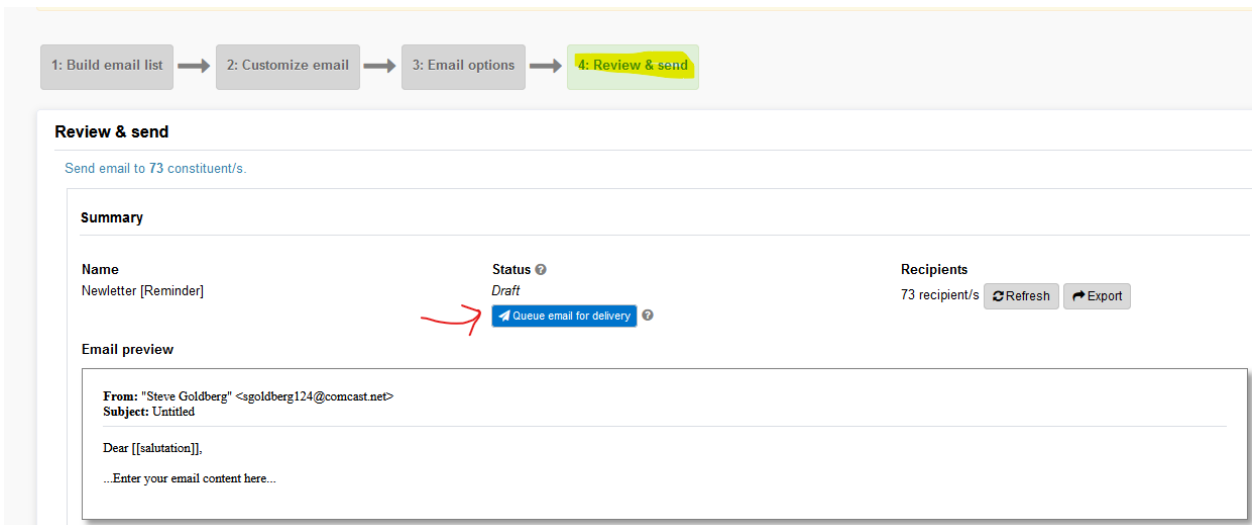 1: Build email list
2: Customize email
3: Email options
4: Review & send
Review & send
Send email to 73 constituent/s.
Summary
Name
Newletter [Reminder]
Status
Draft
Queue email for delivery
Recipients
73 recipient/s Refresh Export
Email preview
From: "Steve Goldberg" <sgoldberg124@comcast.net>
Subject: Untitled
Dear [[salutation]],
...Enter your email content here...